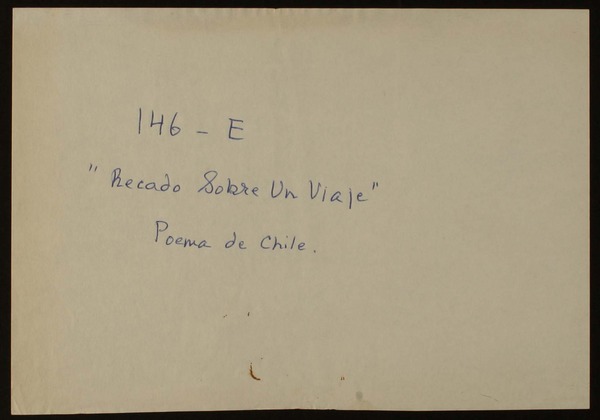 146 - E
"Recado Sobre Un Viaje"
Poema de Chile.